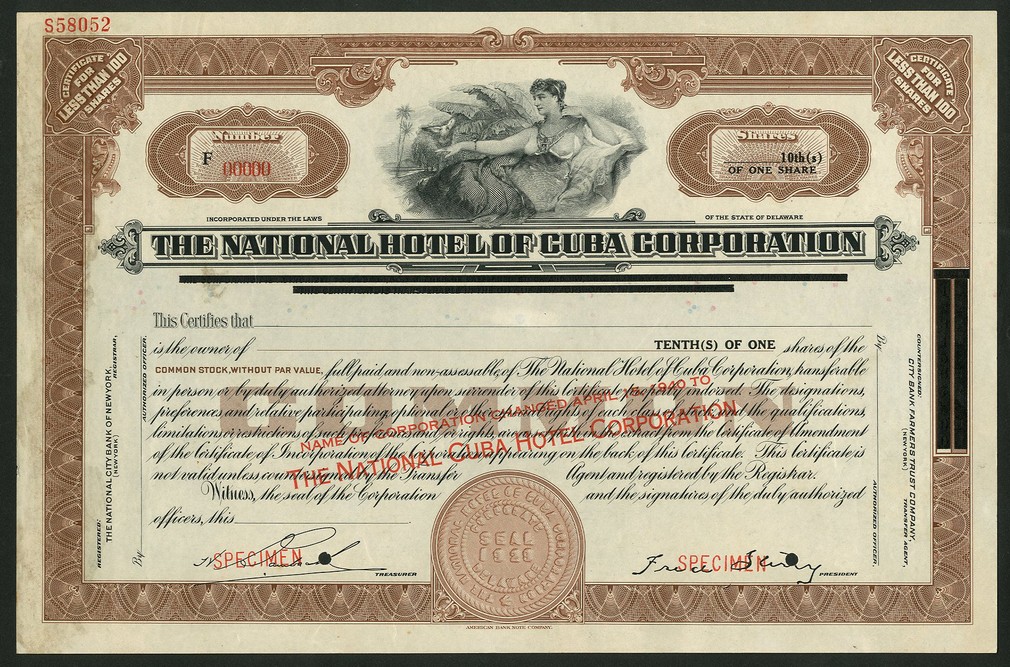 S58052
CERTIFICATE
FOR
LESS THAN 100
SHARES
CERTIFICATE
FOR
LESS THAN 100
SHARES
Number
F 00000
Shares
10th(s)
OF ONE SHARE
INCORPORATED UNDER THE LAWS
OF THE STATE OF DELAWARE
THE NATIONAL HOTEL OF CUBA CORPORATION
This Certifies that
is the owner of TENTH(S) OF ONE shares of the
COMMON STOCK, WITHOUT PAR VALUE, full paid and non-assessable, of The National Hotel of Cuba Corporation, transferable
in person or by duly authorized attorney upon surrender of this certificate properly endorsed. The designations,
preferences and relative, participating, optional or other special rights of each class and the qualifications,
limitations or restrictions of such preferences and/or rights are set forth in the extract from the Certificate of Amendment
of the Certificate of Incorporation of the Corporation appearing on the back of this Certificate. This certificate is
not valid unless countersigned by the Transfer Agent and registered by the Registrar.
Witness, the seal of the Corporation and the signatures of the duly authorized
officers, this
COMMON
NAME OF CORPORATION CHANGED APRIL 15, 1940 TO
THE NATIONAL CUBA HOTEL CORPORATION
SPECIMEN
TREASURER
SEAL
SPECIMEN
PRESIDENT
REGISTERED:
THE NATIONAL CITY BANK OF NEW YORK,
(NEW YORK)
REGISTRAR,
By
AUTHORIZED OFFICER.
COUNTERSIGNED:
CITY BANK FARMERS TRUST COMPANY,
(NEW YORK)
TRANSFER AGENT,
By
AUTHORIZED OFFICER.
AMERICAN BANK NOTE COMPANY.